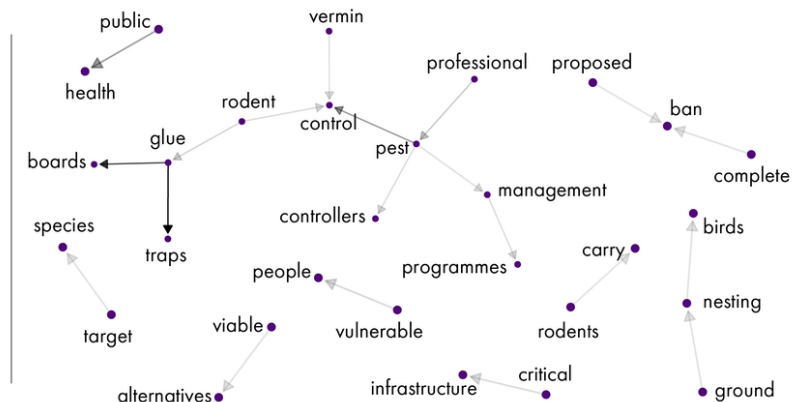 vermin
public
professional
proposed
health
rodent
ban
control
glue
pest
boards
complete
management
controllers
species
birds
traps
carry
people
programmes
nesting
viable
vulnerable
rodents
target
critical
infrastructure
ground
alternatives